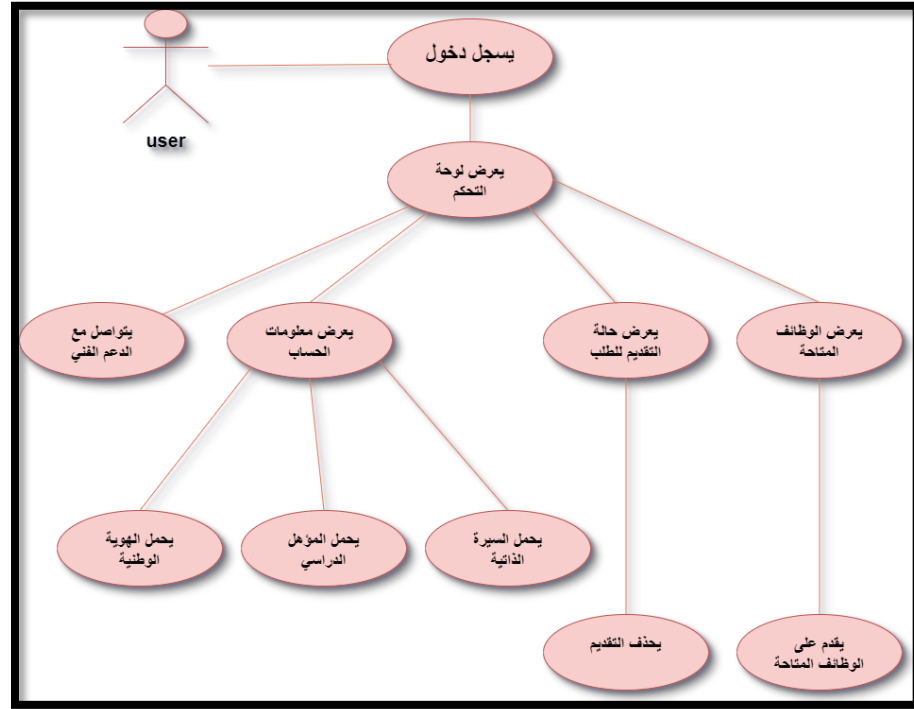 يسجل دخول
user
يعرض لوحة
التحكم
يتواصل مع
الدعم الفني
يعرض معلومات
الحساب
يعرض حالة
التقديم للطلب
يعرض الوظائف
المتاحة
يحمل الهوية
الوطنية
يحمل المؤهل
الدراسي
يحمل السيرة
الذاتية
يحذف التقديم
يقدم على
الوظائف المتاحة